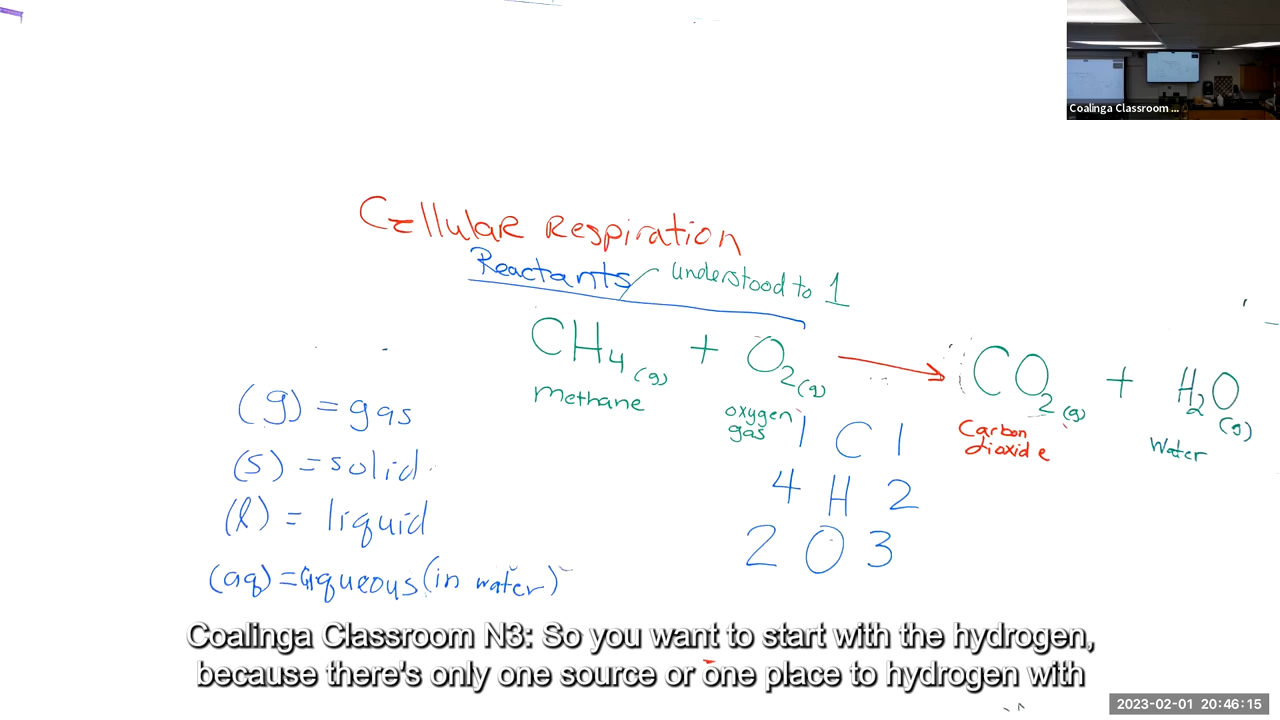 Coalinga Classroom ...
Cellular Respiration
Reactants understood to 1
CH4 (g) + O2 (g) → CO2 (g) + H2O (g)
methane oxygen gas Carbon dioxide Water
(g) = gas
(s) = solid
(l) = liquid
(aq) = aqueous (in water)
1 C 1
4 H 2
2 O 3
Coalinga Classroom N3: So you want to start with the hydrogen,
because there's only one source or one place to hydrogen with
2023-02-01 20:46:15